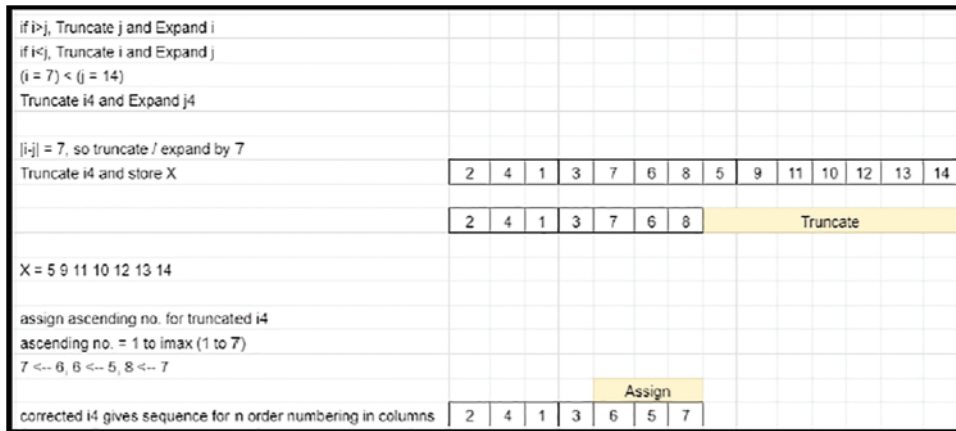 if i>j, Truncate j and Expand i
if i<j, Truncate i and Expand j
(i = 7) < (j = 14)
Truncate i4 and Expand j4
|i-j| = 7, so truncate / expand by 7
Truncate i4 and store X 2 4 1 3 7 6 8 5 9 11 10 12 13 14
2 4 1 3 7 6 8 Truncate
X = 5 9 11 10 12 13 14
assign ascending no. for truncated i4
ascending no. = 1 to imax (1 to 7)
7 <-- 6, 6 <-- 5, 8 <-- 7
Assign
corrected i4 gives sequence for n order numbering in columns 2 4 1 3 6 5 7